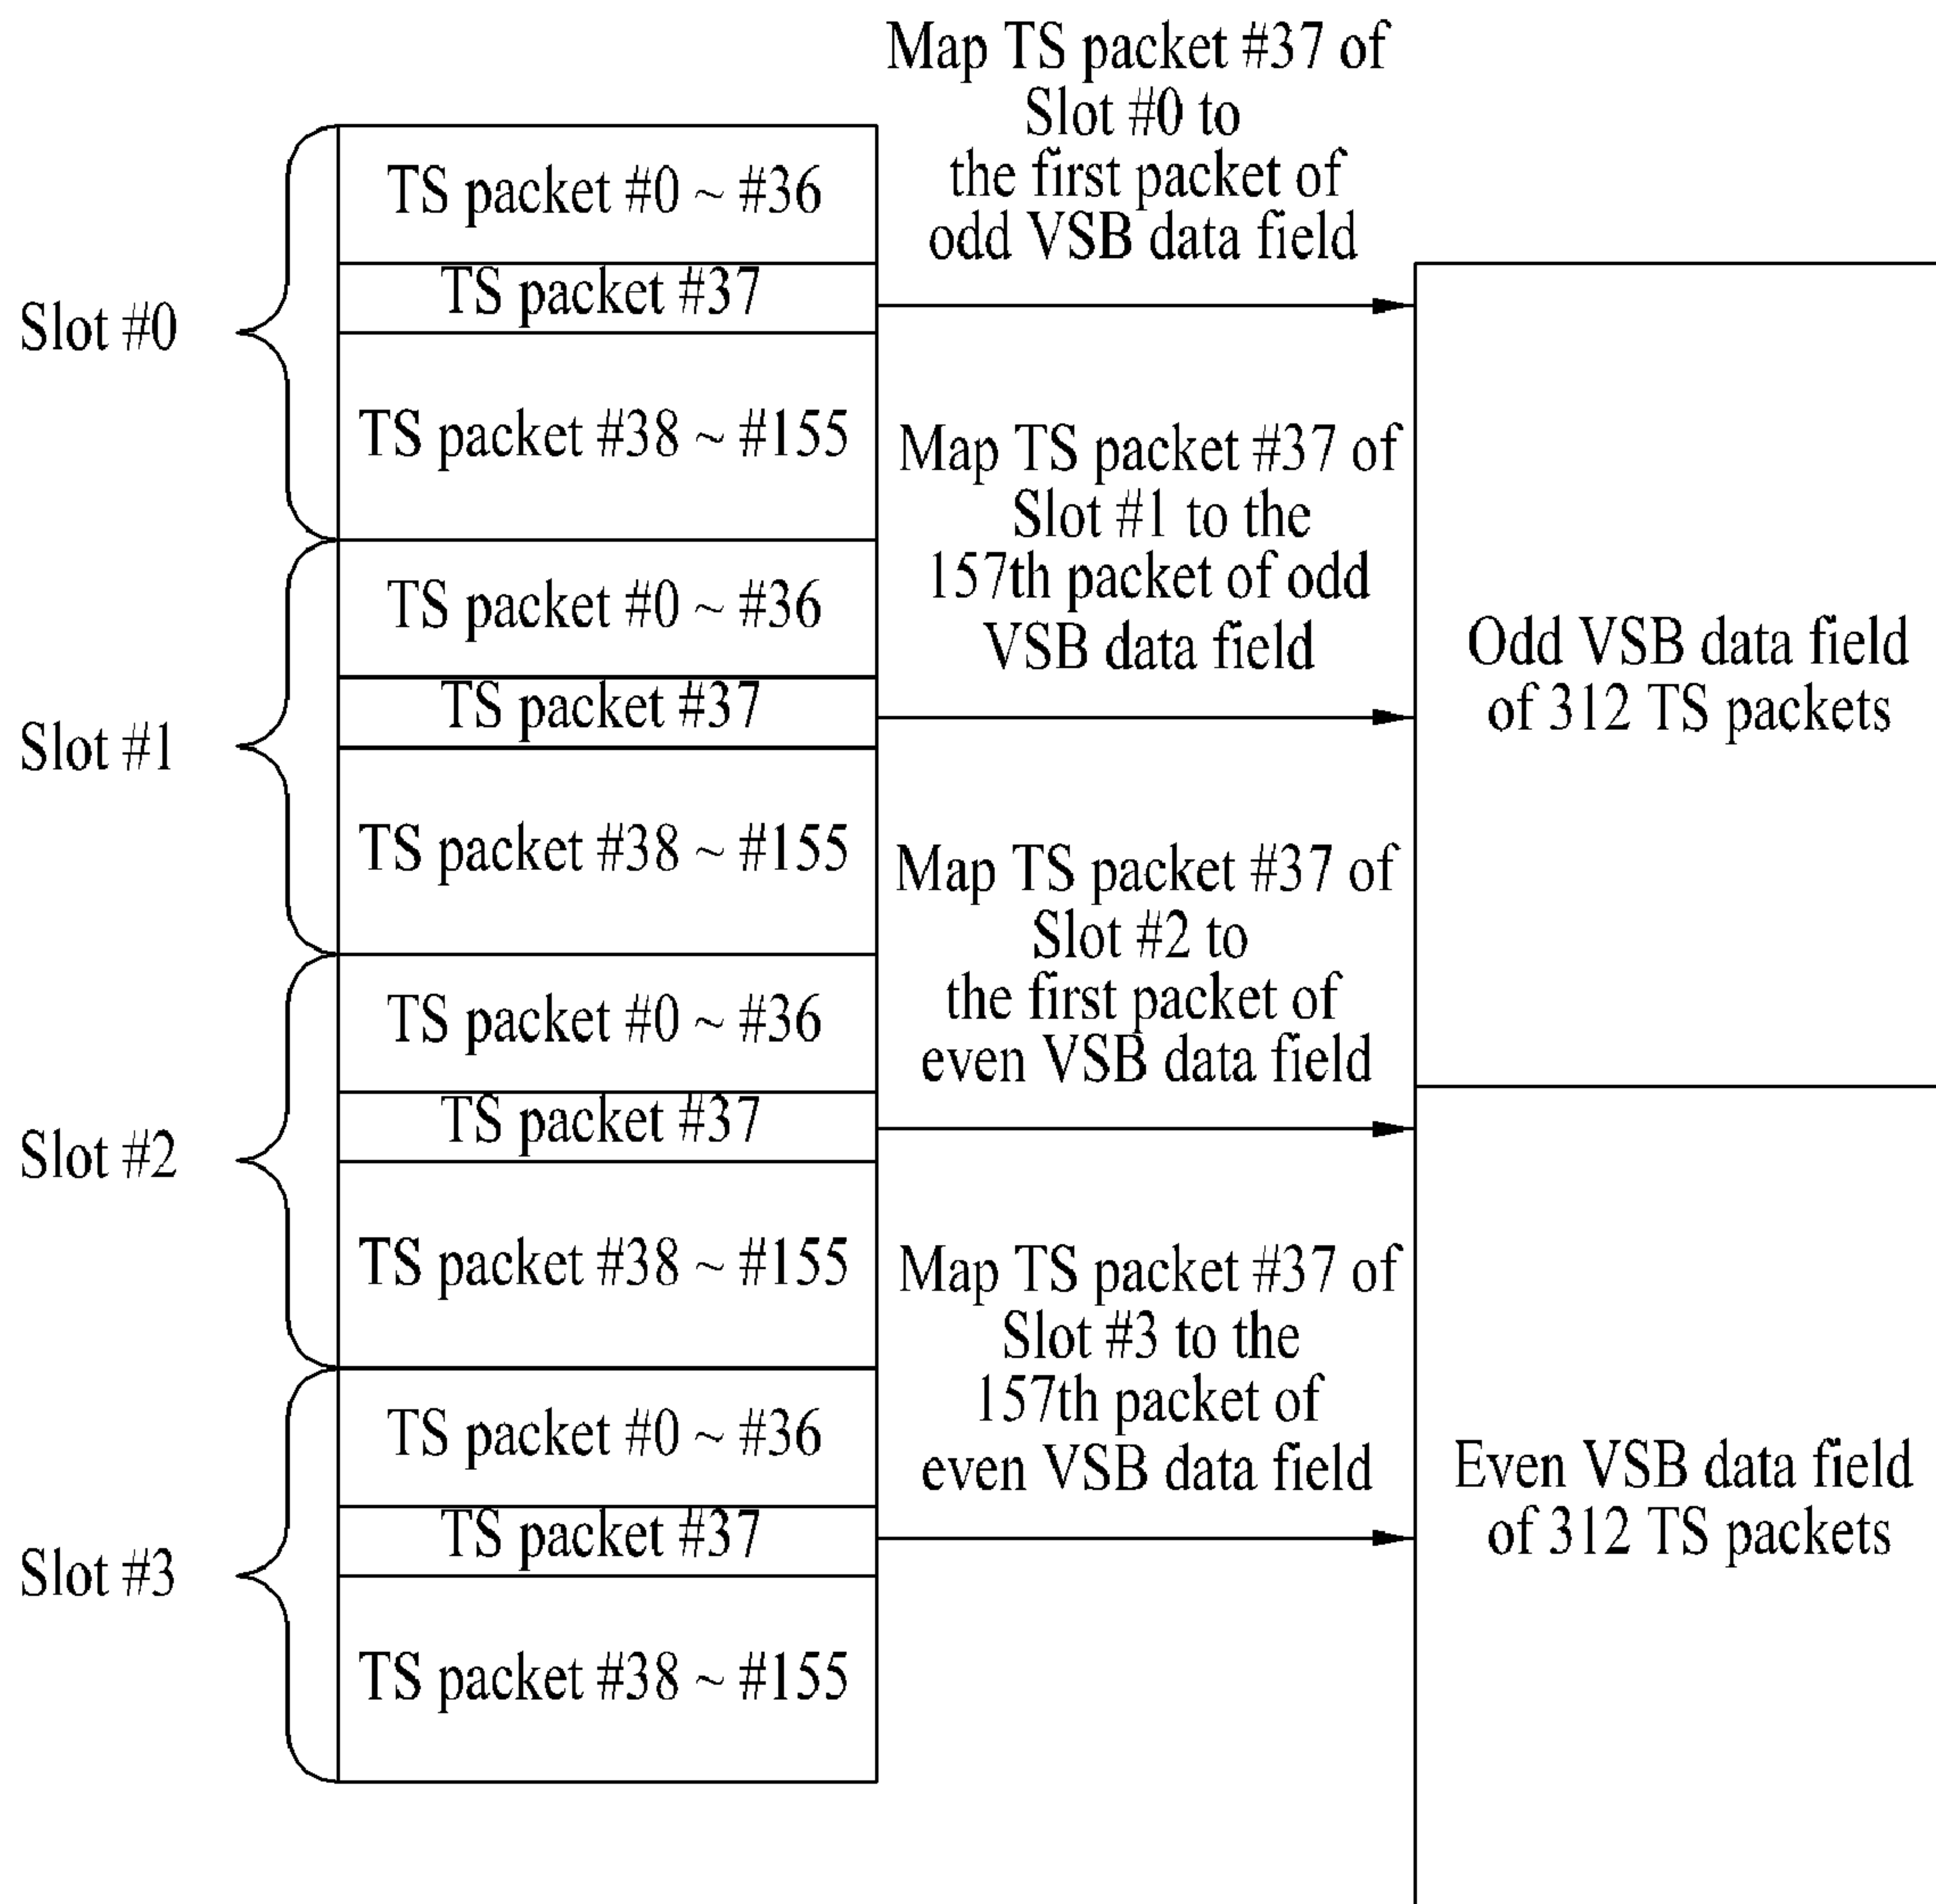 Map TS packet #37 of
Slot #0 to
the first packet of
odd VSB data field
Slot #0
TS packet #0 ~ #36
TS packet #37
TS packet #38 ~ #155
Map TS packet #37 of
Slot #1 to the
157th packet of odd
VSB data field
Slot #1
TS packet #0 ~ #36
TS packet #37
TS packet #38 ~ #155
Odd VSB data field
of 312 TS packets
Map TS packet #37 of
Slot #2 to
the first packet of
even VSB data field
Slot #2
TS packet #0 ~ #36
TS packet #37
TS packet #38 ~ #155
Map TS packet #37 of
Slot #3 to the
157th packet of
even VSB data field
Slot #3
TS packet #0 ~ #36
TS packet #37
TS packet #38 ~ #155
Even VSB data field
of 312 TS packets